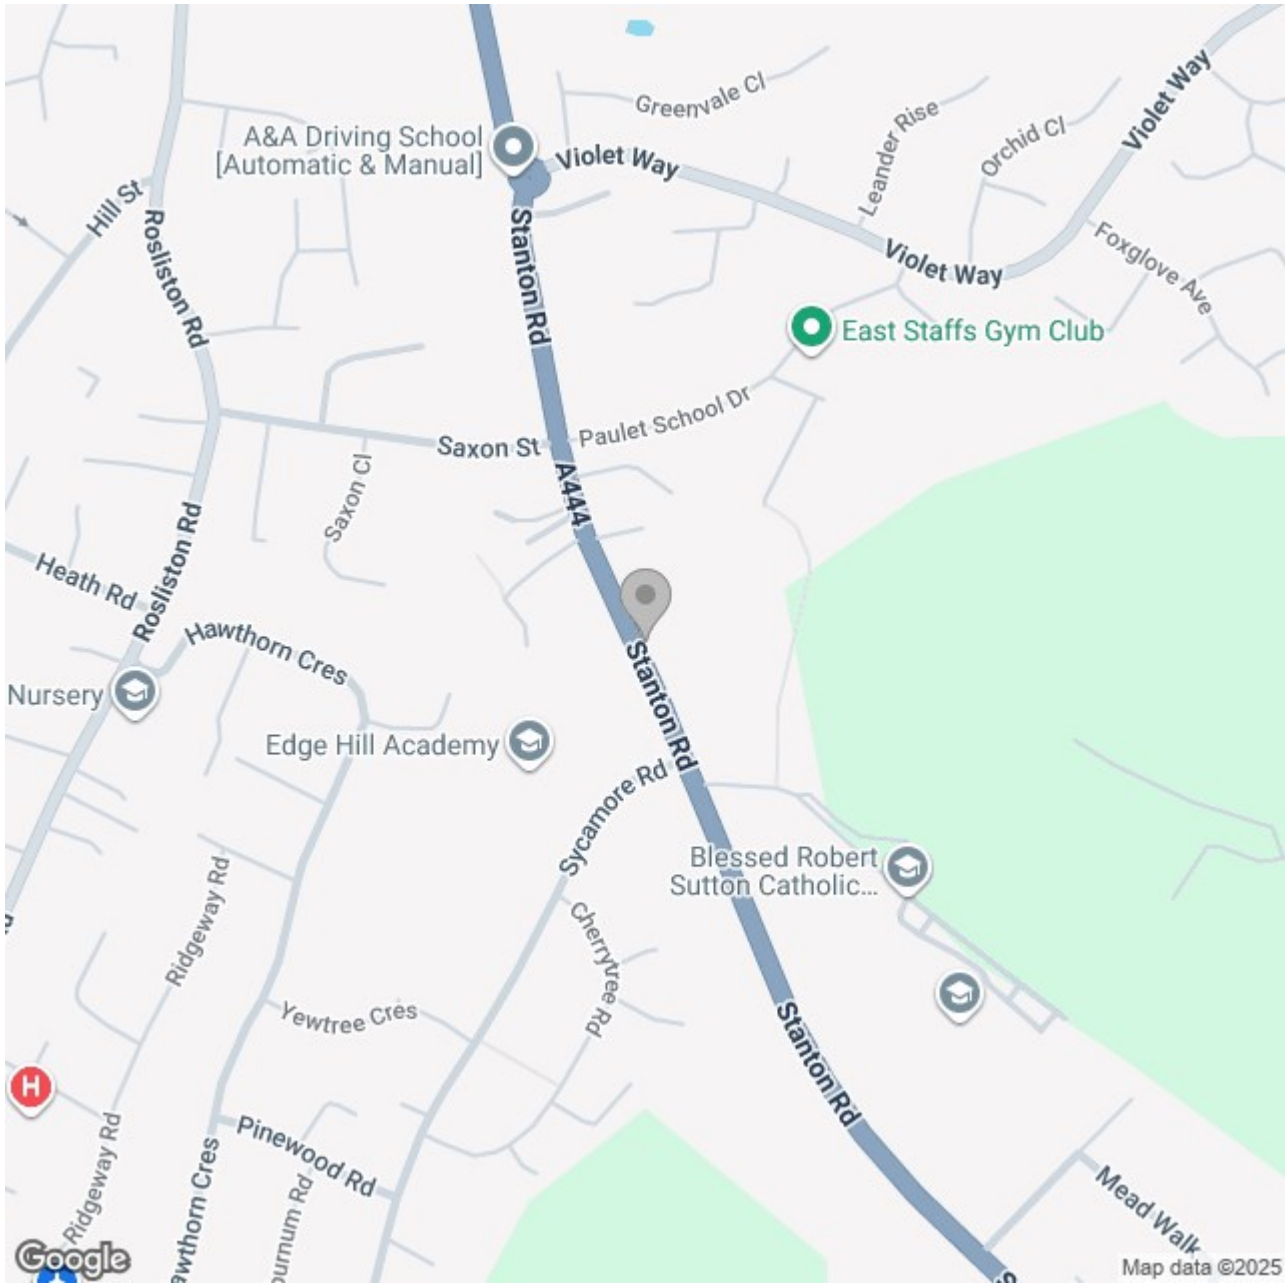 Greenvale Cl
A&A Driving School
[Automatic & Manual]
Violet Way
Leander Rise
Orchid Cl
Violet Way
Hill St
Rosliston Rd
Stanton Rd
Violet Way
Foxglove Ave
East Staffs Gym Club
Paulet School Dr
Saxon St
Saxon Cl
A444
Rosliston Rd
Heath Rd
Hawthorn Cres
Nursery
Stanton Rd
Edge Hill Academy
Sycamore Rd
Blessed Robert
Sutton Catholic...
Ridgeway Rd
Cherrytree Rd
Yewtree Cres
Stanton Rd
H
Ridgeway Rd
Pinewood Rd
awthorn Cres
ournum Rd
Mead Walk
Google
Map data ©2025